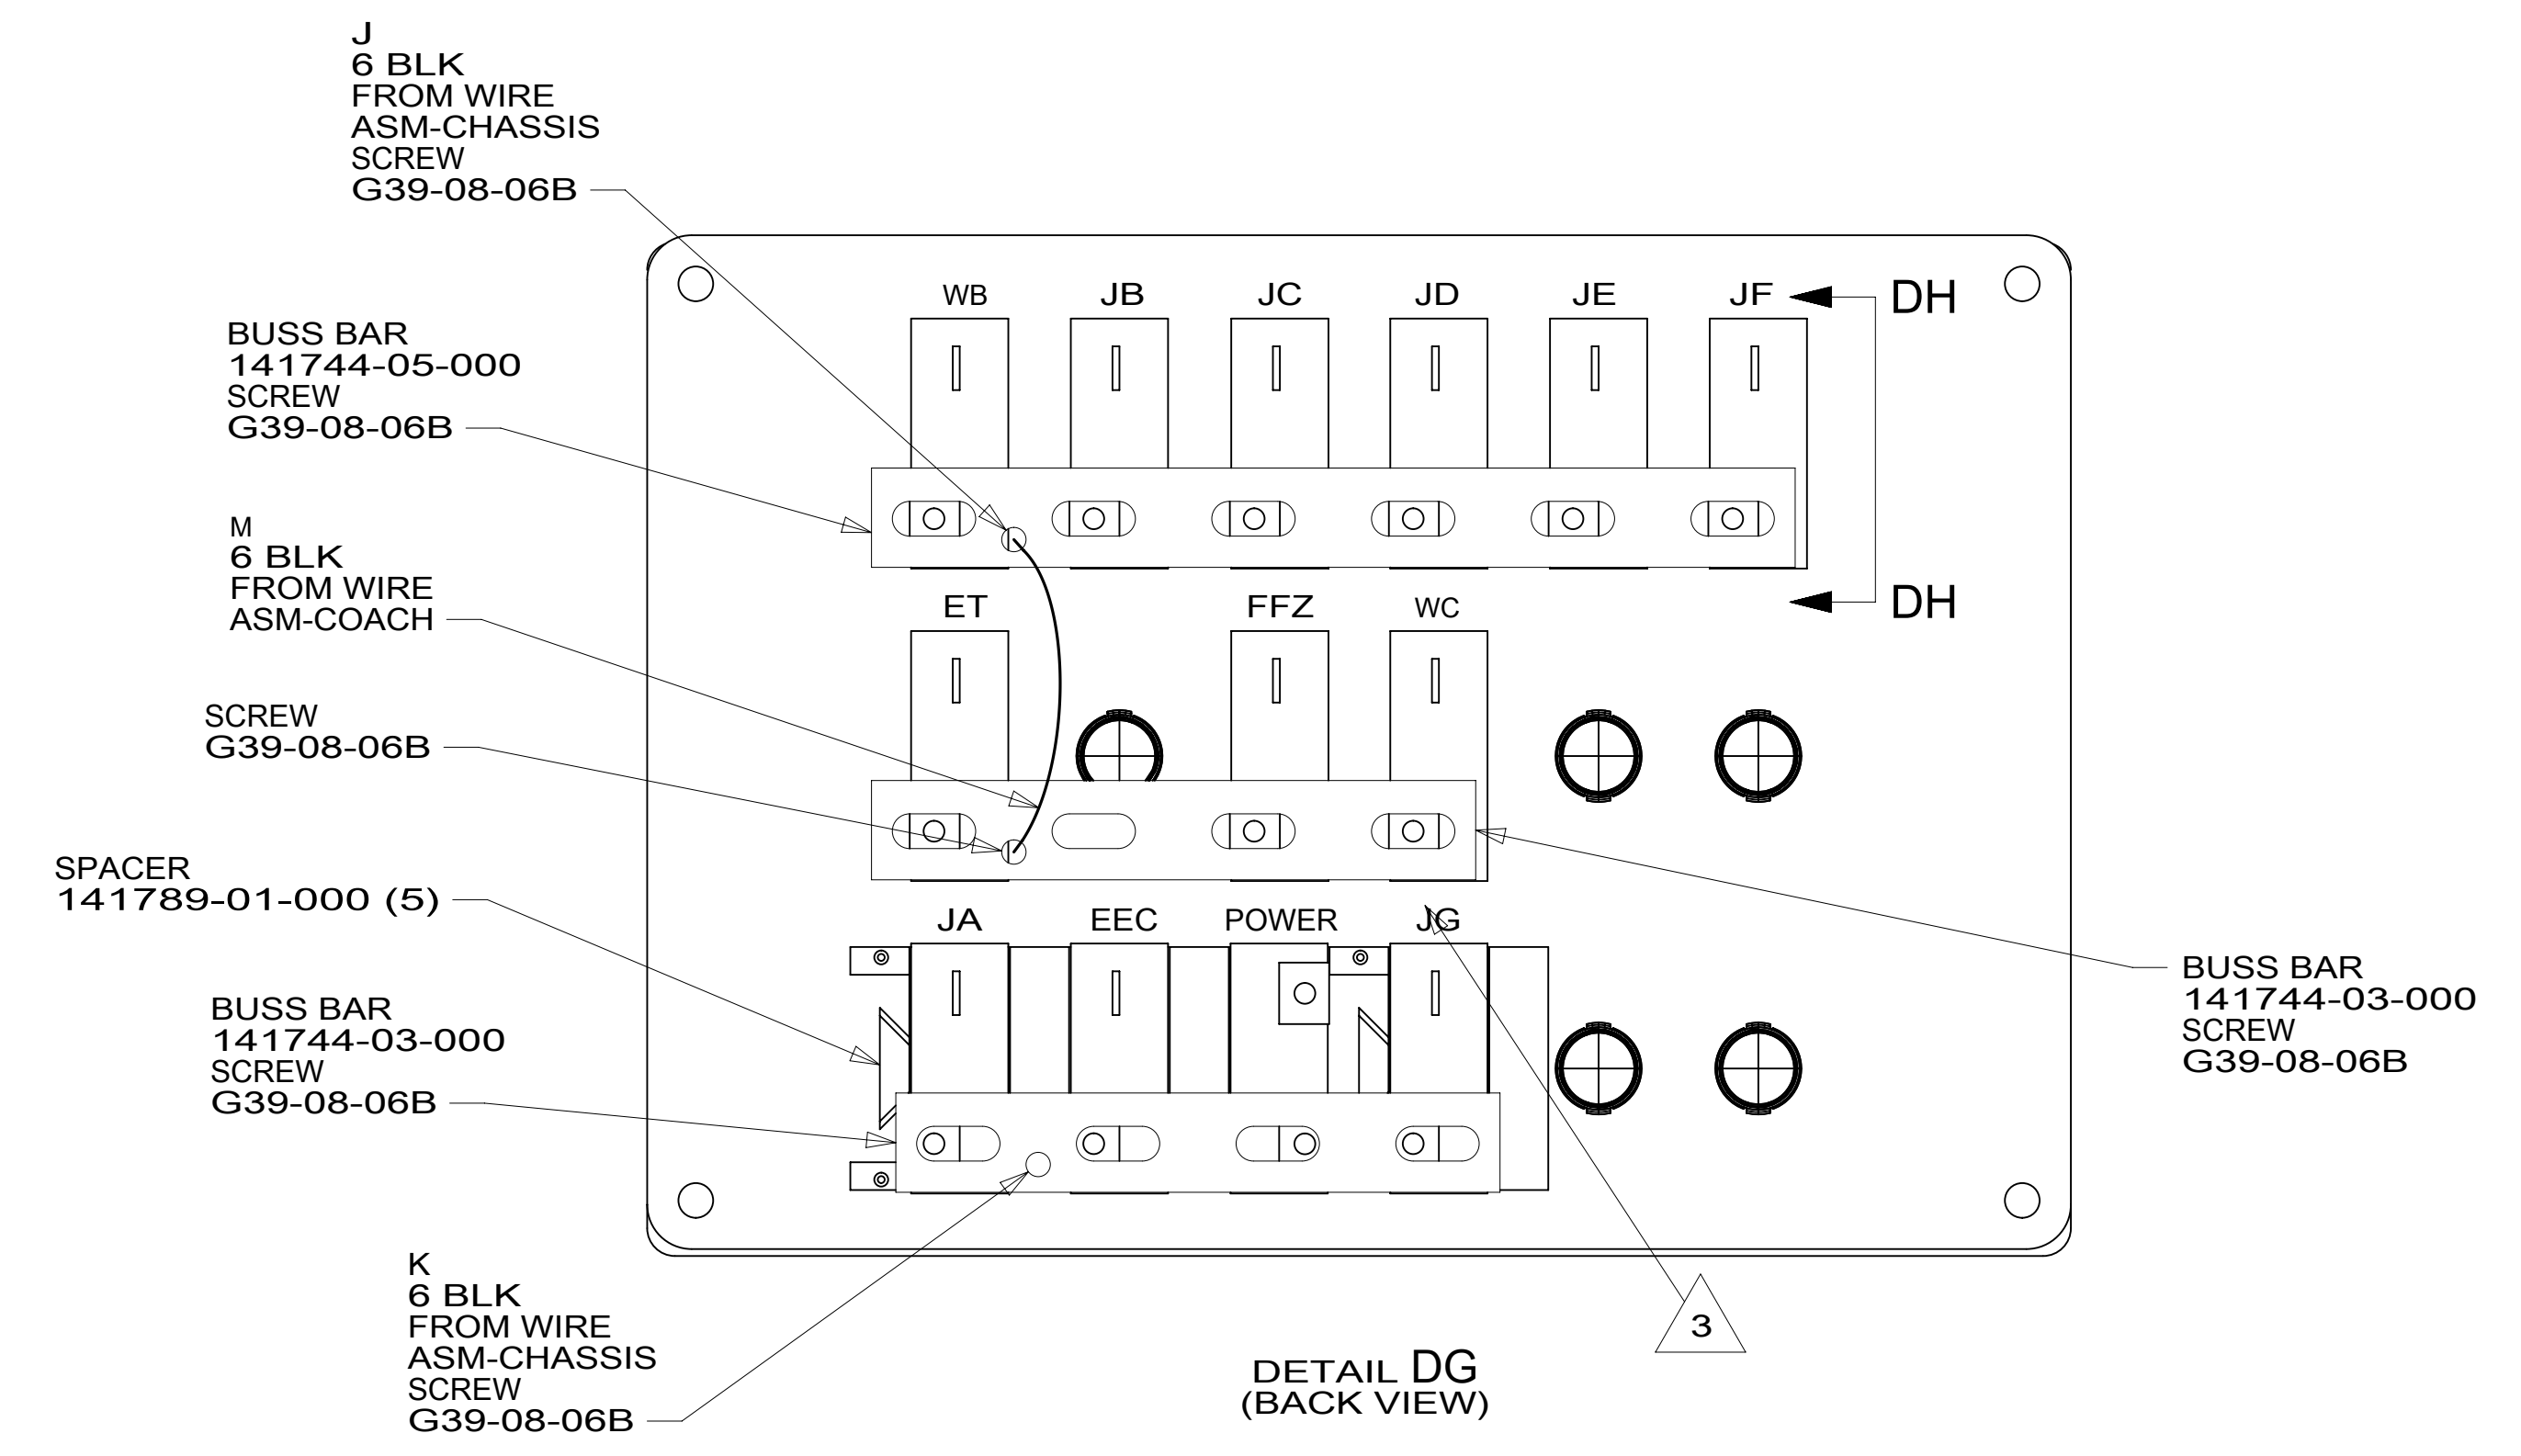 J
6 BLK
FROM WIRE
ASM-CHASSIS
SCREW
G39-08-06B
WB JB JC JD JE JF DH
BUSS BAR
141744-05-000
SCREW
G39-08-06B
M
6 BLK
FROM WIRE
ASM-COACH
ET FFZ WC DH
SCREW
G39-08-06B
SPACER
141789-01-000 (5)
JA EEC POWER JG
BUSS BAR
141744-03-000
SCREW
G39-08-06B
BUSS BAR
141744-03-000
SCREW
G39-08-06B
K
6 BLK
FROM WIRE
ASM-CHASSIS
SCREW
G39-08-06B
3
DETAIL DG
(BACK VIEW)